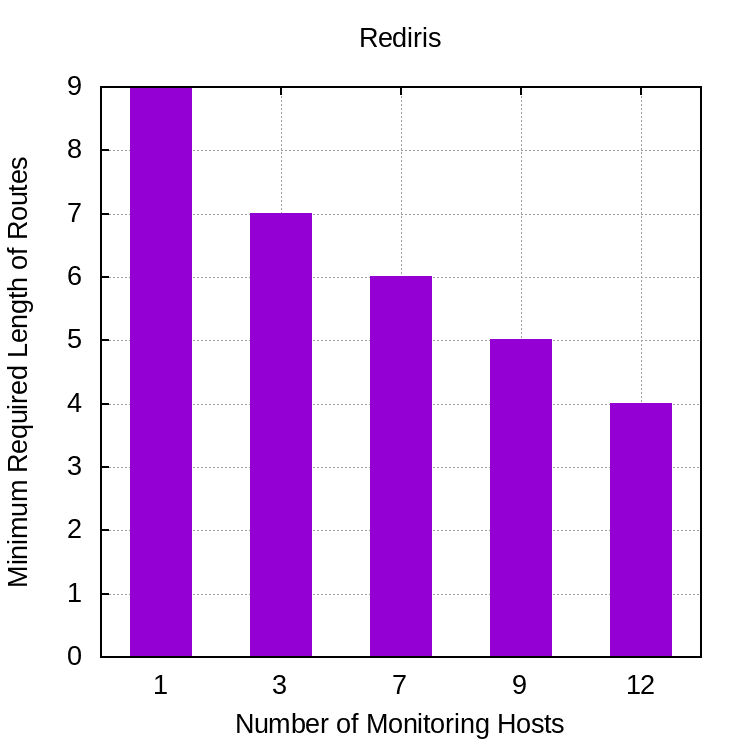 Rediris
Minimum Required Length of Routes
9
8
7
6
5
4
3
2
1
0
1 3 7 9 12
Number of Monitoring Hosts